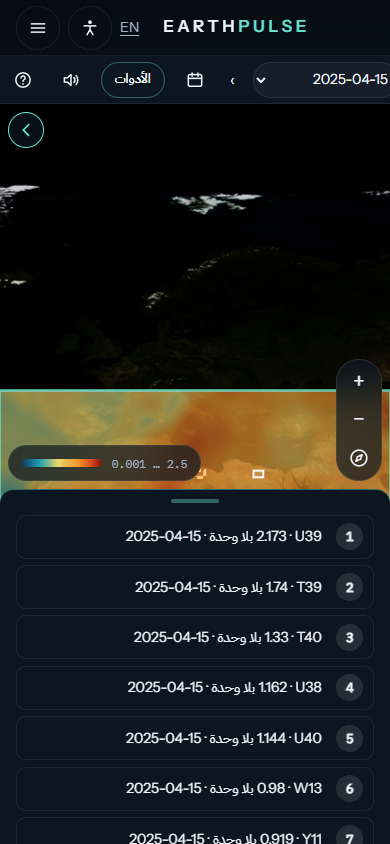 EARTHPULSE
EN
2025-04-15
الأدوات
0.001 … 2.5
1 U39 · 2.173 بلا وحدة · 2025-04-15
2 T39 · 1.74 بلا وحدة · 2025-04-15
3 T40 · 1.33 بلا وحدة · 2025-04-15
4 U38 · 1.162 بلا وحدة · 2025-04-15
5 U40 · 1.144 بلا وحدة · 2025-04-15
6 W13 · 0.98 بلا وحدة · 2025-04-15
7 Y11 · 0.919 بلا وحدة · 2025-04-15